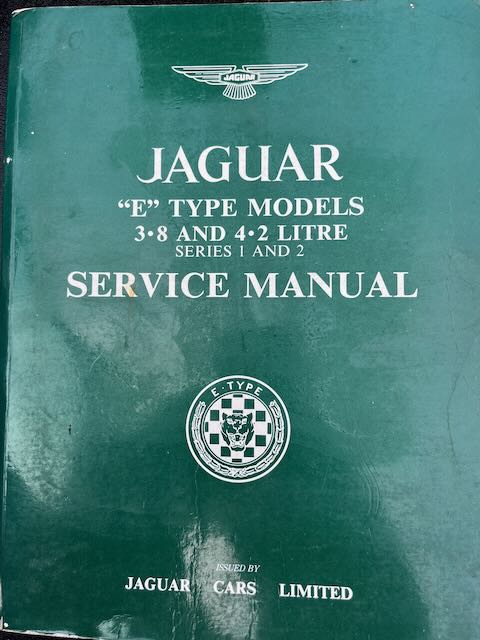 JAGUAR
JAGUAR
“E” TYPE MODELS
3·8 AND 4·2 LITRE
SERIES 1 AND 2
SERVICE MANUAL
E·TYPE
ISSUED BY
JAGUAR CARS LIMITED